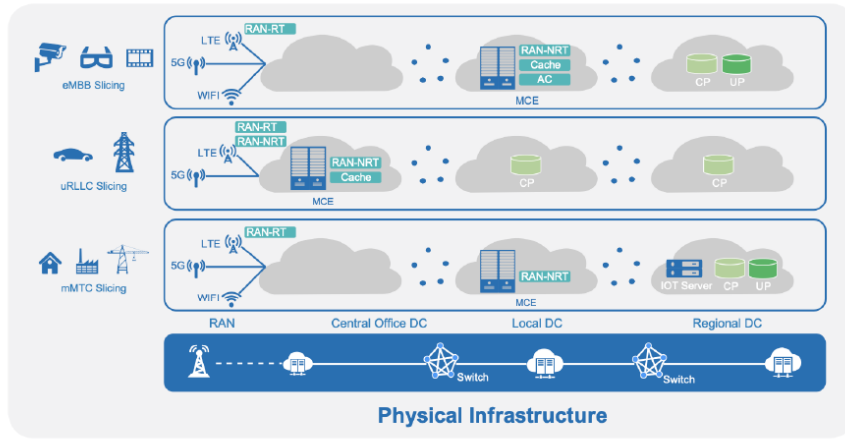 RAN-RT
LTE
5G
WIFI
eMBB Slicing
RAN-NRT
Cache
AC
MCE
CP
UP
RAN-RT
RAN-NRT
LTE
5G
uRLLC Slicing
RAN-NRT
Cache
MCE
CP
CP
RAN-RT
LTE
5G
WIFI
mMTC Slicing
RAN-NRT
MCE
IOT Server
CP
UP
RAN
Central Office DC
Local DC
Regional DC
Switch
Switch
Physical Infrastructure